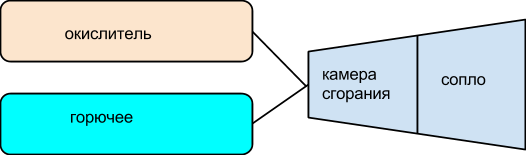 окислитель
горючее
камера
сгорания
сопло